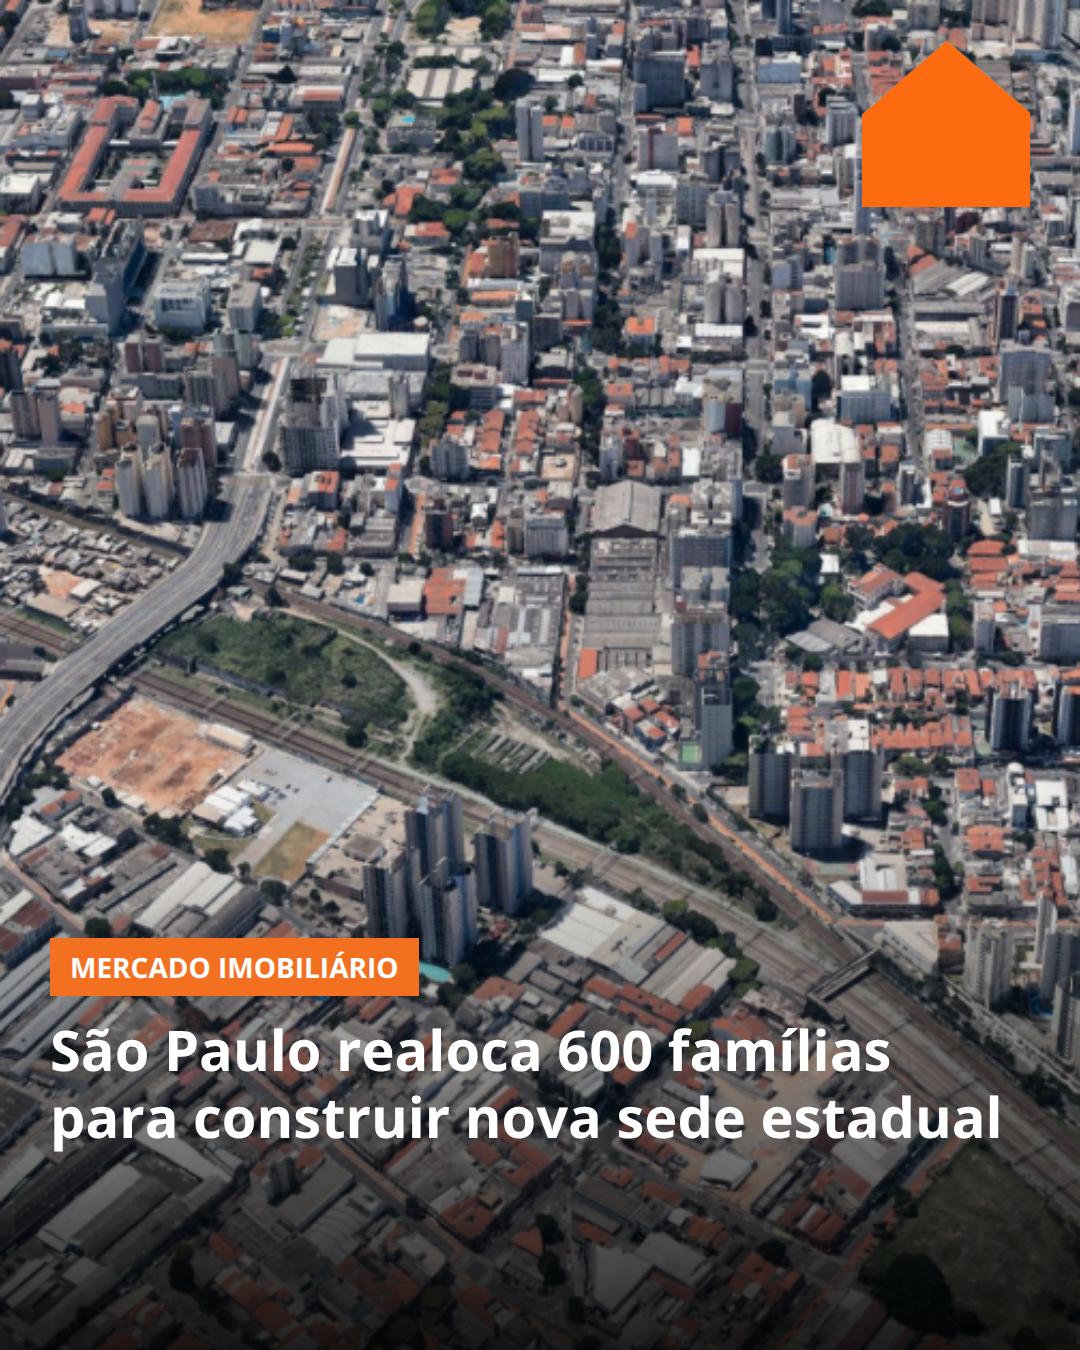 MERCADO IMOBILIÁRIO
São Paulo realoca 600 famílias
para construir nova sede estadual